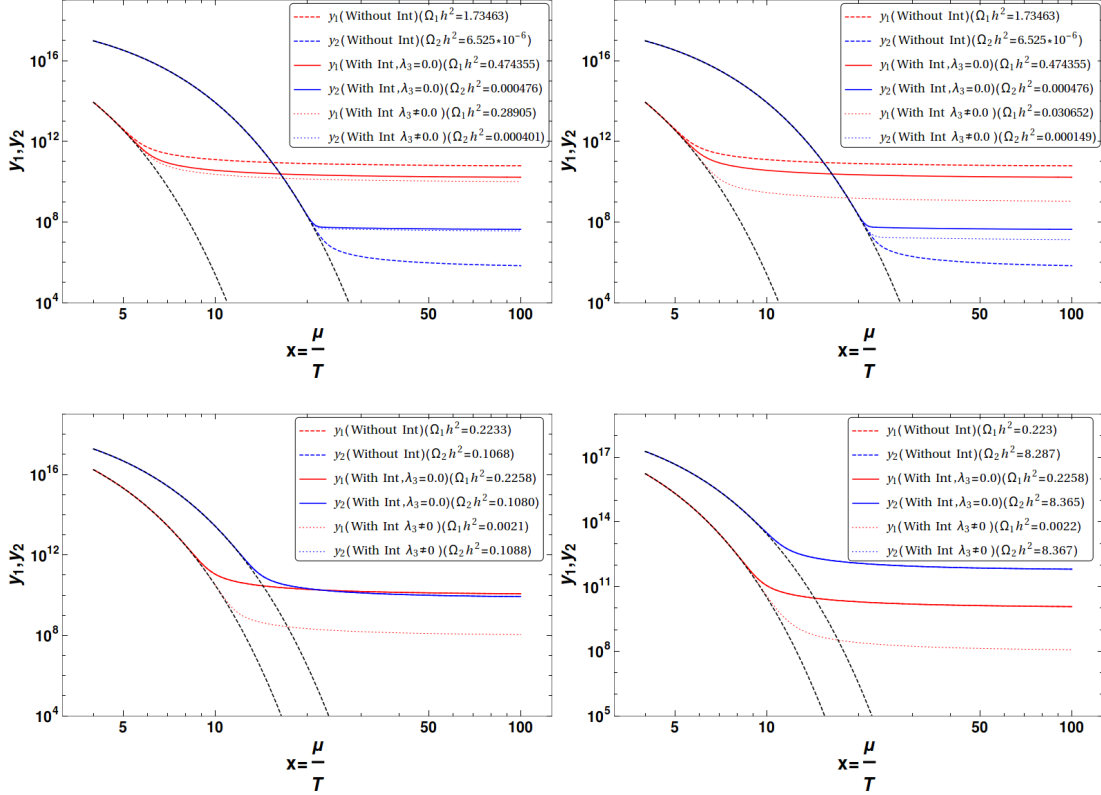 y₁(Without Int)(Ω₁h²=1.73463)
y₂(Without Int)(Ω₂h²=6.525*10⁻⁶)
y₁(With Int,λ₃=0.0)(Ω₁h²=0.474355)
y₂(With Int,λ₃=0.0)(Ω₂h²=0.000476)
y₁(With Int λ₃≠0.0 )(Ω₁h²=0.28905)
y₂(With Int λ₃≠0.0 )(Ω₂h²=0.000401)
10¹⁶
10¹²
10⁸
10⁴
y₁,y₂
5 10 50 100
x= μ/T
y₁(Without Int)(Ω₁h²=1.73463)
y₂(Without Int)(Ω₂h²=6.525*10⁻⁶)
y₁(With Int,λ₃=0.0)(Ω₁h²=0.474355)
y₂(With Int,λ₃=0.0)(Ω₂h²=0.000476)
y₁(With Int λ₃≠0.0 )(Ω₁h²=0.030652)
y₂(With Int λ₃≠0.0 )(Ω₂h²=0.000149)
10¹⁶
10¹²
10⁸
10⁴
y₁,y₂
5 10 50 100
x= μ/T
y₁(Without Int)(Ω₁h²=0.2233)
y₂(Without Int)(Ω₂h²=0.1068)
y₁(With Int,λ₃=0.0)(Ω₁h²=0.2258)
y₂(With Int,λ₃=0.0)(Ω₂h²=0.1080)
y₁(With Int λ₃≠0 )(Ω₁h²=0.0021)
y₂(With Int λ₃≠0 )(Ω₂h²=0.1088)
10¹⁶
10¹²
10⁸
10⁴
y₁,y₂
5 10 50 100
x= μ/T
y₁(Without Int)(Ω₁h²=0.223)
y₂(Without Int)(Ω₂h²=8.287)
y₁(With Int,λ₃=0.0)(Ω₁h²=0.2258)
y₂(With Int,λ₃=0.0)(Ω₂h²=8.365)
y₁(With Int λ₃≠0 )(Ω₁h²=0.0022)
y₂(With Int λ₃≠0 )(Ω₂h²=8.367)
10¹⁷
10¹⁴
10¹¹
10⁸
10⁵
y₁,y₂
5 10 50 100
x= μ/T